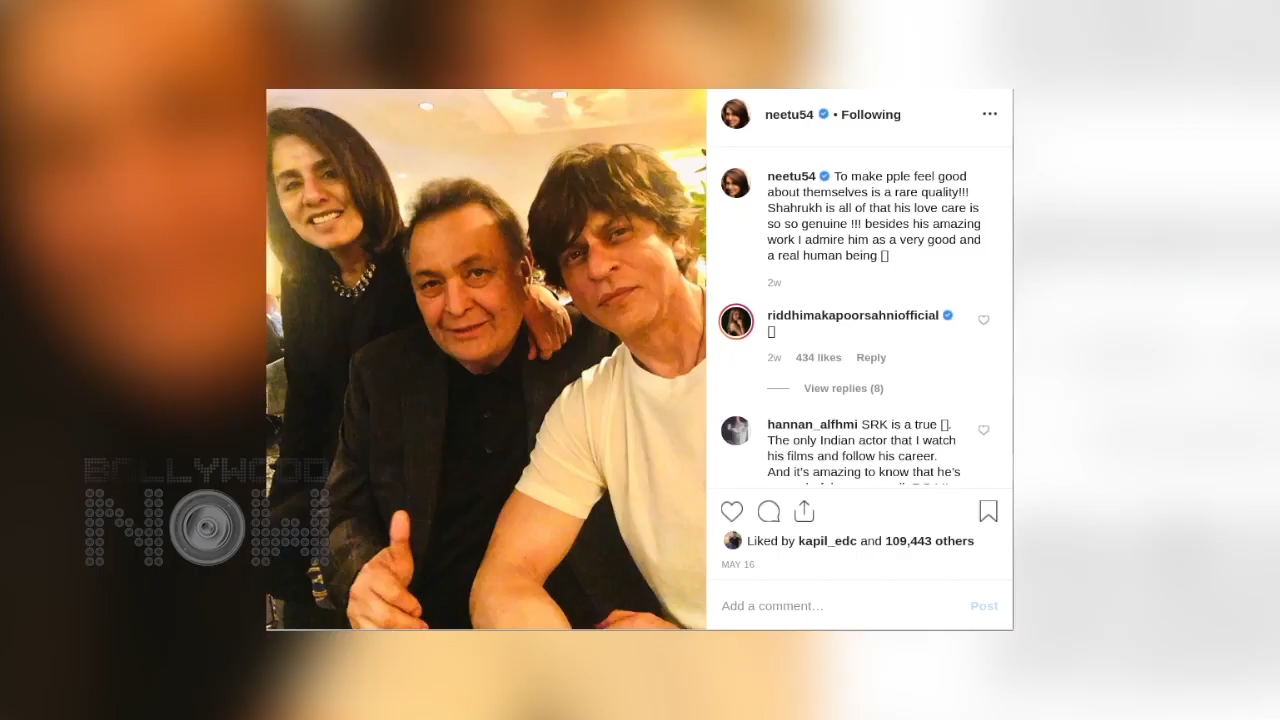 neetu54 • Following
neetu54 To make pple feel good
about themselves is a rare quality!!!
Shahrukh is all of that his love care is
so so genuine !!! besides his amazing
work I admire him as a very good and
a real human being
2w
riddhimakapoorsahniofficial
2w 434 likes Reply
View replies (8)
hannan_alfhmi SRK is a true [].
The only Indian actor that I watch
his films and follow his career.
And it's amazing to know that he's
Liked by kapil_edc and 109,443 others
MAY 16
Add a comment… Post
BOLLYWOOD
NOW